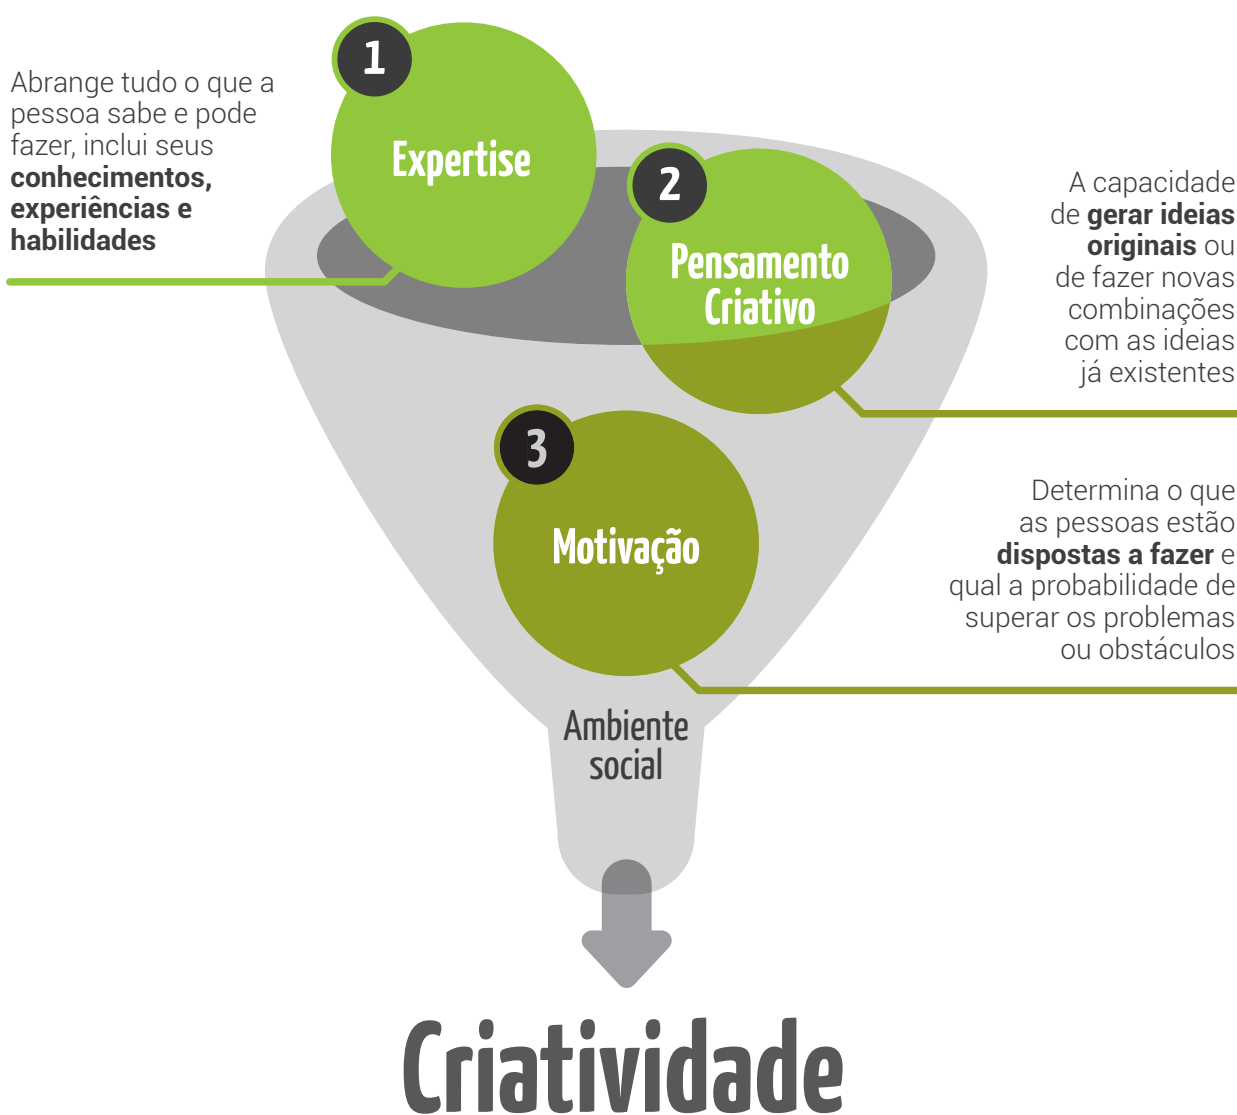 1
Expertise
Abrange tudo o que a
pessoa sabe e pode
fazer, inclui seus
conhecimentos,
experiências e
habilidades
2
Pensamento
Criativo
A capacidade
de gerar ideias
originais ou
de fazer novas
combinações
com as ideias
já existentes
3
Motivação
Determina o que
as pessoas estão
dispostas a fazer e
qual a probabilidade de
superar os problemas
ou obstáculos
Ambiente
social
Criatividade